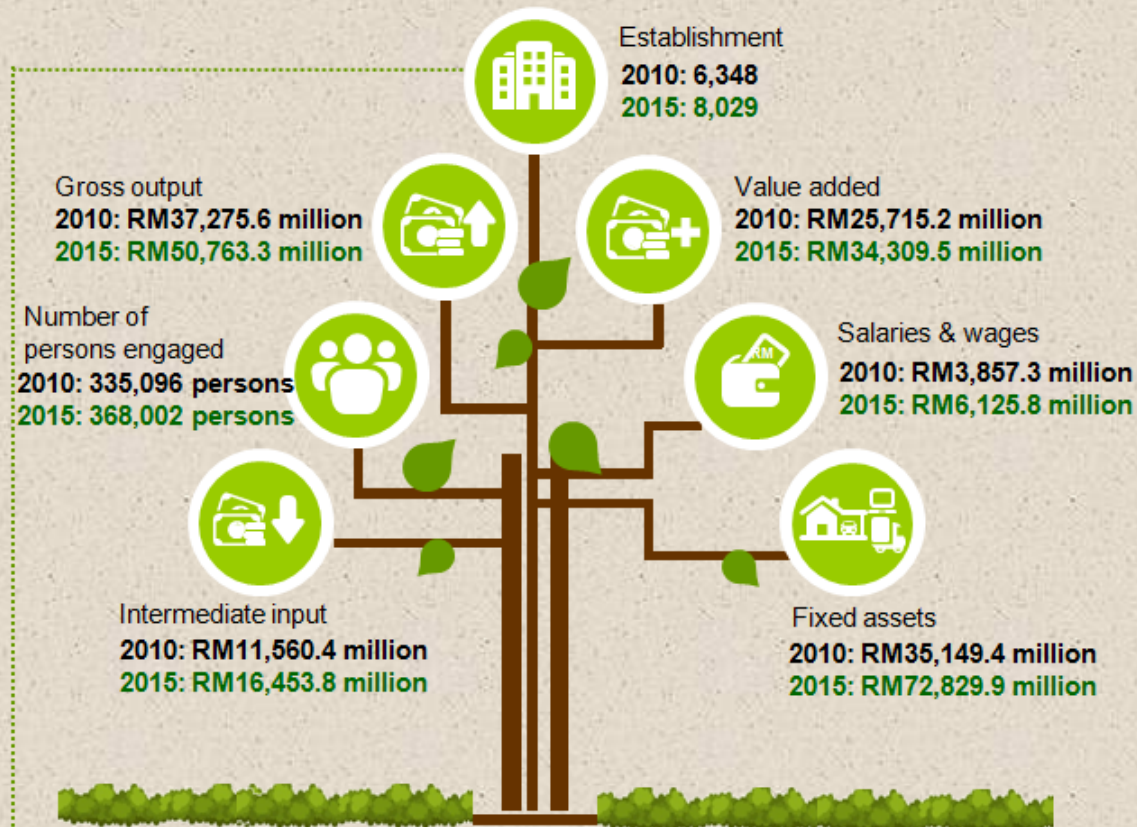 Establishment
2010: 6,348
2015: 8,029
Gross output
2010: RM37,275.6 million
2015: RM50,763.3 million
Value added
2010: RM25,715.2 million
2015: RM34,309.5 million
Number of
persons engaged
2010: 335,096 persons
2015: 368,002 persons
RM
Salaries & wages
2010: RM3,857.3 million
2015: RM6,125.8 million
Intermediate input
2010: RM11,560.4 million
2015: RM16,453.8 million
Fixed assets
2010: RM35,149.4 million
2015: RM72,829.9 million